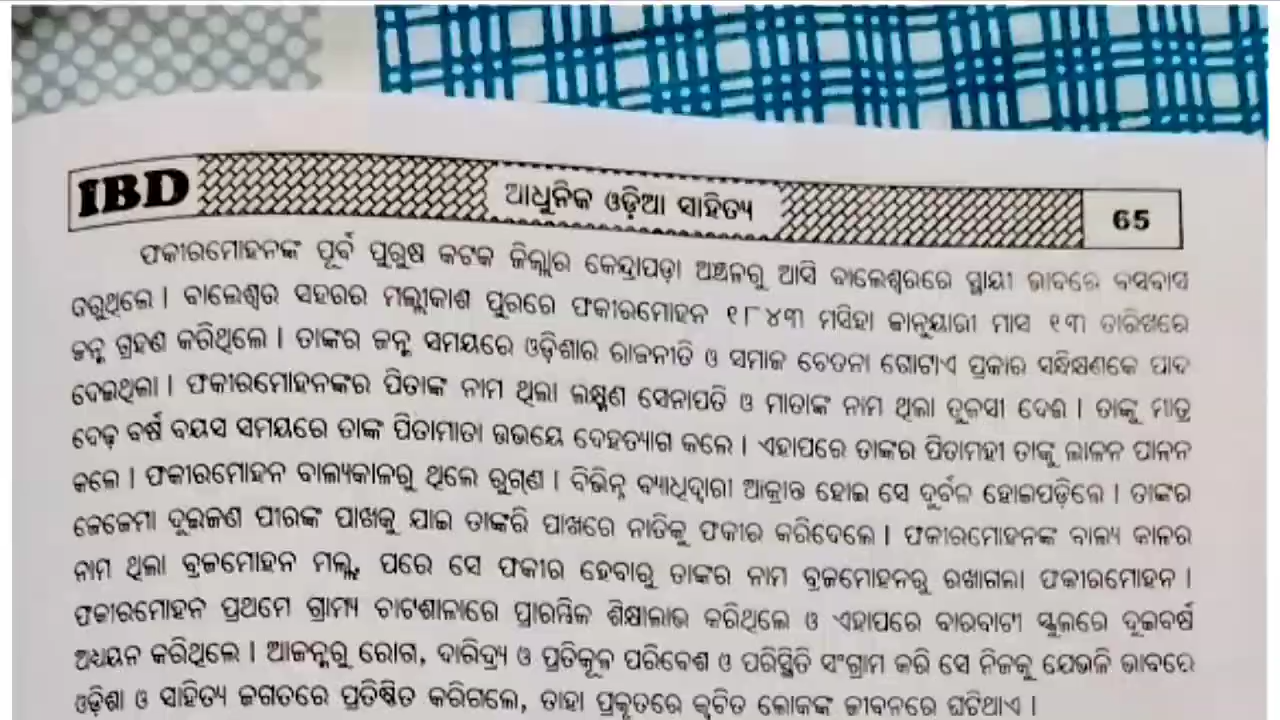 IBD ଆଧୁନିକ ଓଡ଼ିଆ ସାହିତ୍ୟ 65
ଫକୀରମୋହନଙ୍କ ପୂର୍ବ ପୁରୁଷ କଟକ ଜିଲ୍ଲାର କେନ୍ଦ୍ରାପଡ଼ା ଅଞ୍ଚଳରୁ ଆସି ବାଲେଶ୍ୱରରେ ସ୍ଥାୟୀ ଭାବରେ ବସବାସ
କରୁଥିଲେ । ବାଲେଶ୍ୱର ସହରର ମଲ୍ଲୀକାଶ ପୁରରେ ଫକୀରମୋହନ ୧୮୪୩ ମସିହା ଜାନୁୟାରୀ ମାସ ୧୩ ତାରିଖରେ
ଜନ୍ମ ଗ୍ରହଣ କରିଥିଲେ । ତାଙ୍କର ଜନ୍ମ ସମୟରେ ଓଡ଼ିଶାର ରାଜନୀତି ଓ ସମାଜ ଚେତନା ଗୋଟାଏ ପ୍ରକାର ସନ୍ଧିକ୍ଷଣକେ ପାଦ
ଦେଇଥିଲା । ଫକୀରମୋହନଙ୍କର ପିତାଙ୍କ ନାମ ଥିଲା ଲକ୍ଷ୍ମଣ ସେନାପତି ଓ ମାତାଙ୍କ ନାମ ଥିଲା ତୁଳସୀ ଦେଈ । ତାଙ୍କୁ ମାତ୍ର
ଦେଢ଼ ବର୍ଷ ବୟସ ସମୟରେ ତାଙ୍କ ପିତାମାତା ଉଭୟେ ଦେହତ୍ୟାଗ କଲେ । ଏହାପରେ ତାଙ୍କର ପିତାମହୀ ତାଙ୍କୁ ଲାଳନ ପାଳନ
କଲେ । ଫକୀରମୋହନ ବାଲ୍ୟକାଳରୁ ଥିଲେ ରୁଗ୍‌ଣ । ବିଭିନ୍ନ ବ୍ୟାଧିଦ୍ୱାରା ଆକ୍ରାନ୍ତ ହୋଇ ସେ ଦୁର୍ବଳ ହୋଇପଡ଼ିଲେ । ତାଙ୍କର
ଜେଜେମା ଦୁଇଜଣ ପୀରଙ୍କ ପାଖକୁ ଯାଇ ତାଙ୍କରି ପାଖରେ ନାତିକୁ ଫକୀର କରିଦେଲେ । ଫକୀରମୋହନଙ୍କ ବାଲ୍ୟ କାଳର
ନାମ ଥିଲା ବ୍ରଜମୋହନ ମଲ୍ଲ, ପରେ ସେ ଫକୀର ହେବାରୁ ତାଙ୍କର ନାମ ବ୍ରଜମୋହନରୁ ରଖାଗଲା ଫକୀରମୋହନ ।
ଫକୀରମୋହନ ପ୍ରଥମେ ଗ୍ରାମ୍ୟ ଚାଟଶାଳାରେ ପ୍ରାରମ୍ଭିକ ଶିକ୍ଷାଲାଭ କରିଥିଲେ ଓ ଏହାପରେ ବାରବାଟୀ ସ୍କୁଲରେ ଦୁଇବର୍ଷ
ଅଧ୍ୟୟନ କରିଥିଲେ । ଆଜନ୍ମରୁ ରୋଗ, ଦାରିଦ୍ର୍ୟ ଓ ପ୍ରତିକୂଳ ପରିବେଶ ଓ ପରିସ୍ଥିତି ସଂଗ୍ରାମ କରି ସେ ନିଜକୁ ଯେଭଳି ଭାବରେ
ଓଡ଼ିଶା ଓ ସାହିତ୍ୟ ଜଗତରେ ପ୍ରତିଷ୍ଠିତ କରିଗଲେ, ତାହା ପ୍ରକୃତରେ କ୍ୱଚିତ ଲୋକଙ୍କ ଜୀବନରେ ଘଟିଥାଏ ।